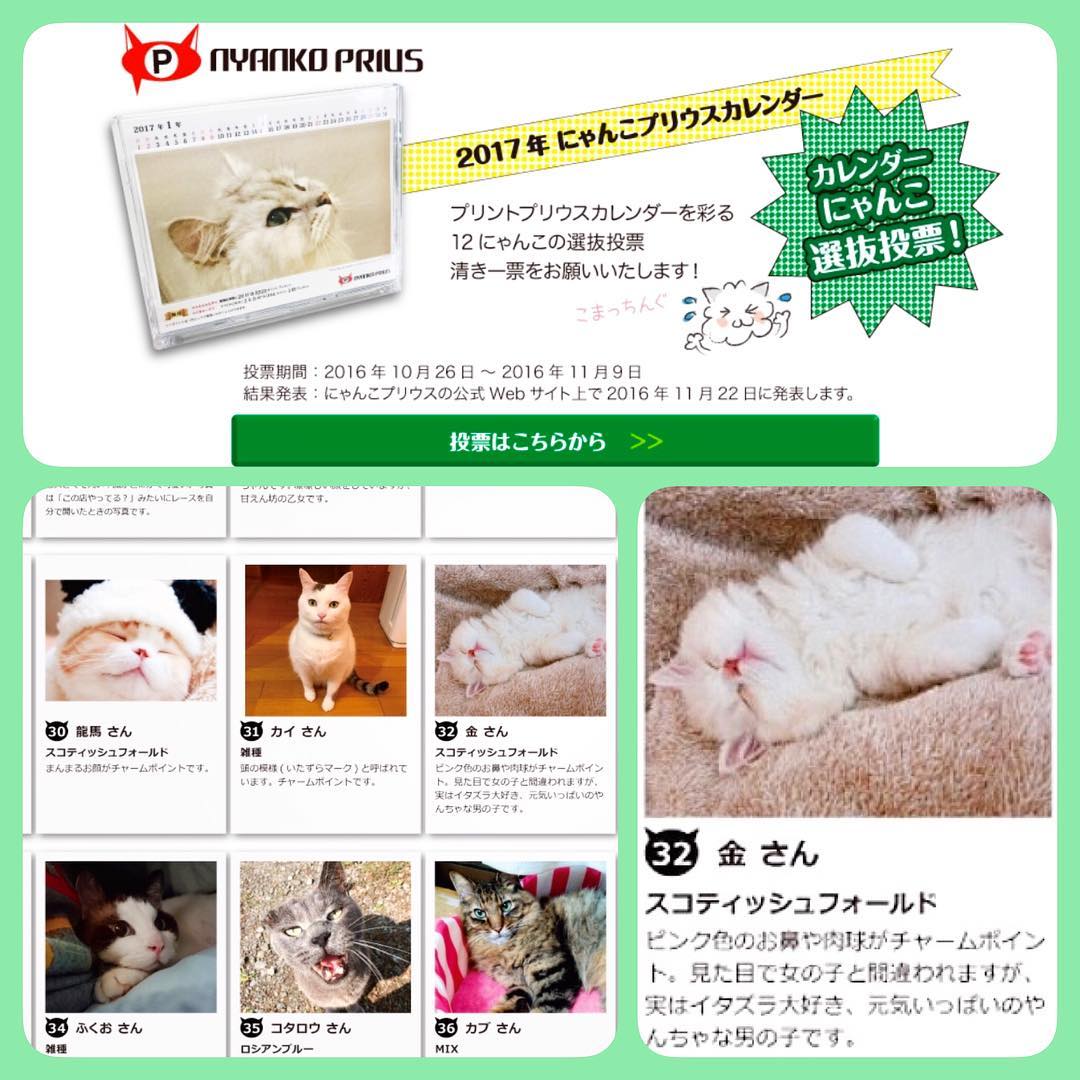 NYANKO PRIUS
2017年 1月
NYANKO PRIUS
2017年 にゃんこプリウスカレンダー
カレンダー
にゃんこ
選抜投票!
プリントプリウスカレンダーを彩る
12にゃんこの選抜投票
清き一票をお願いいたします!
こまっちんぐ
投票期間：2016年10月26日～2016年11月9日
結果発表：にゃんこプリウスの公式Webサイト上で2016年11月22日に発表します。
投票はこちらから >>
は「この店やってる？」みたいにレースを自
分で開いたときの写真です。
甘えん坊の乙女です。
30 龍馬 さん
スコティッシュフォールド
まんまるお顔がチャームポイントです。
31 カイ さん
雑種
頭の模様(いたずらマーク)と呼ばれて
います。チャームポイントです。
32 金 さん
スコティッシュフォールド
ピンク色のお鼻や肉球がチャームポイン
ト。見た目で女の子と間違われますが、
実はイタズラ大好き、元気いっぱいのや
んちゃな男の子です。
34 ふくお さん
雑種
35 コタロウ さん
ロシアンブルー
36 カブ さん
MIX
32 金 さん
スコティッシュフォールド
ピンク色のお鼻や肉球がチャームポイン
ト。見た目で女の子と間違われますが、
実はイタズラ大好き、元気いっぱいのや
んちゃな男の子です。